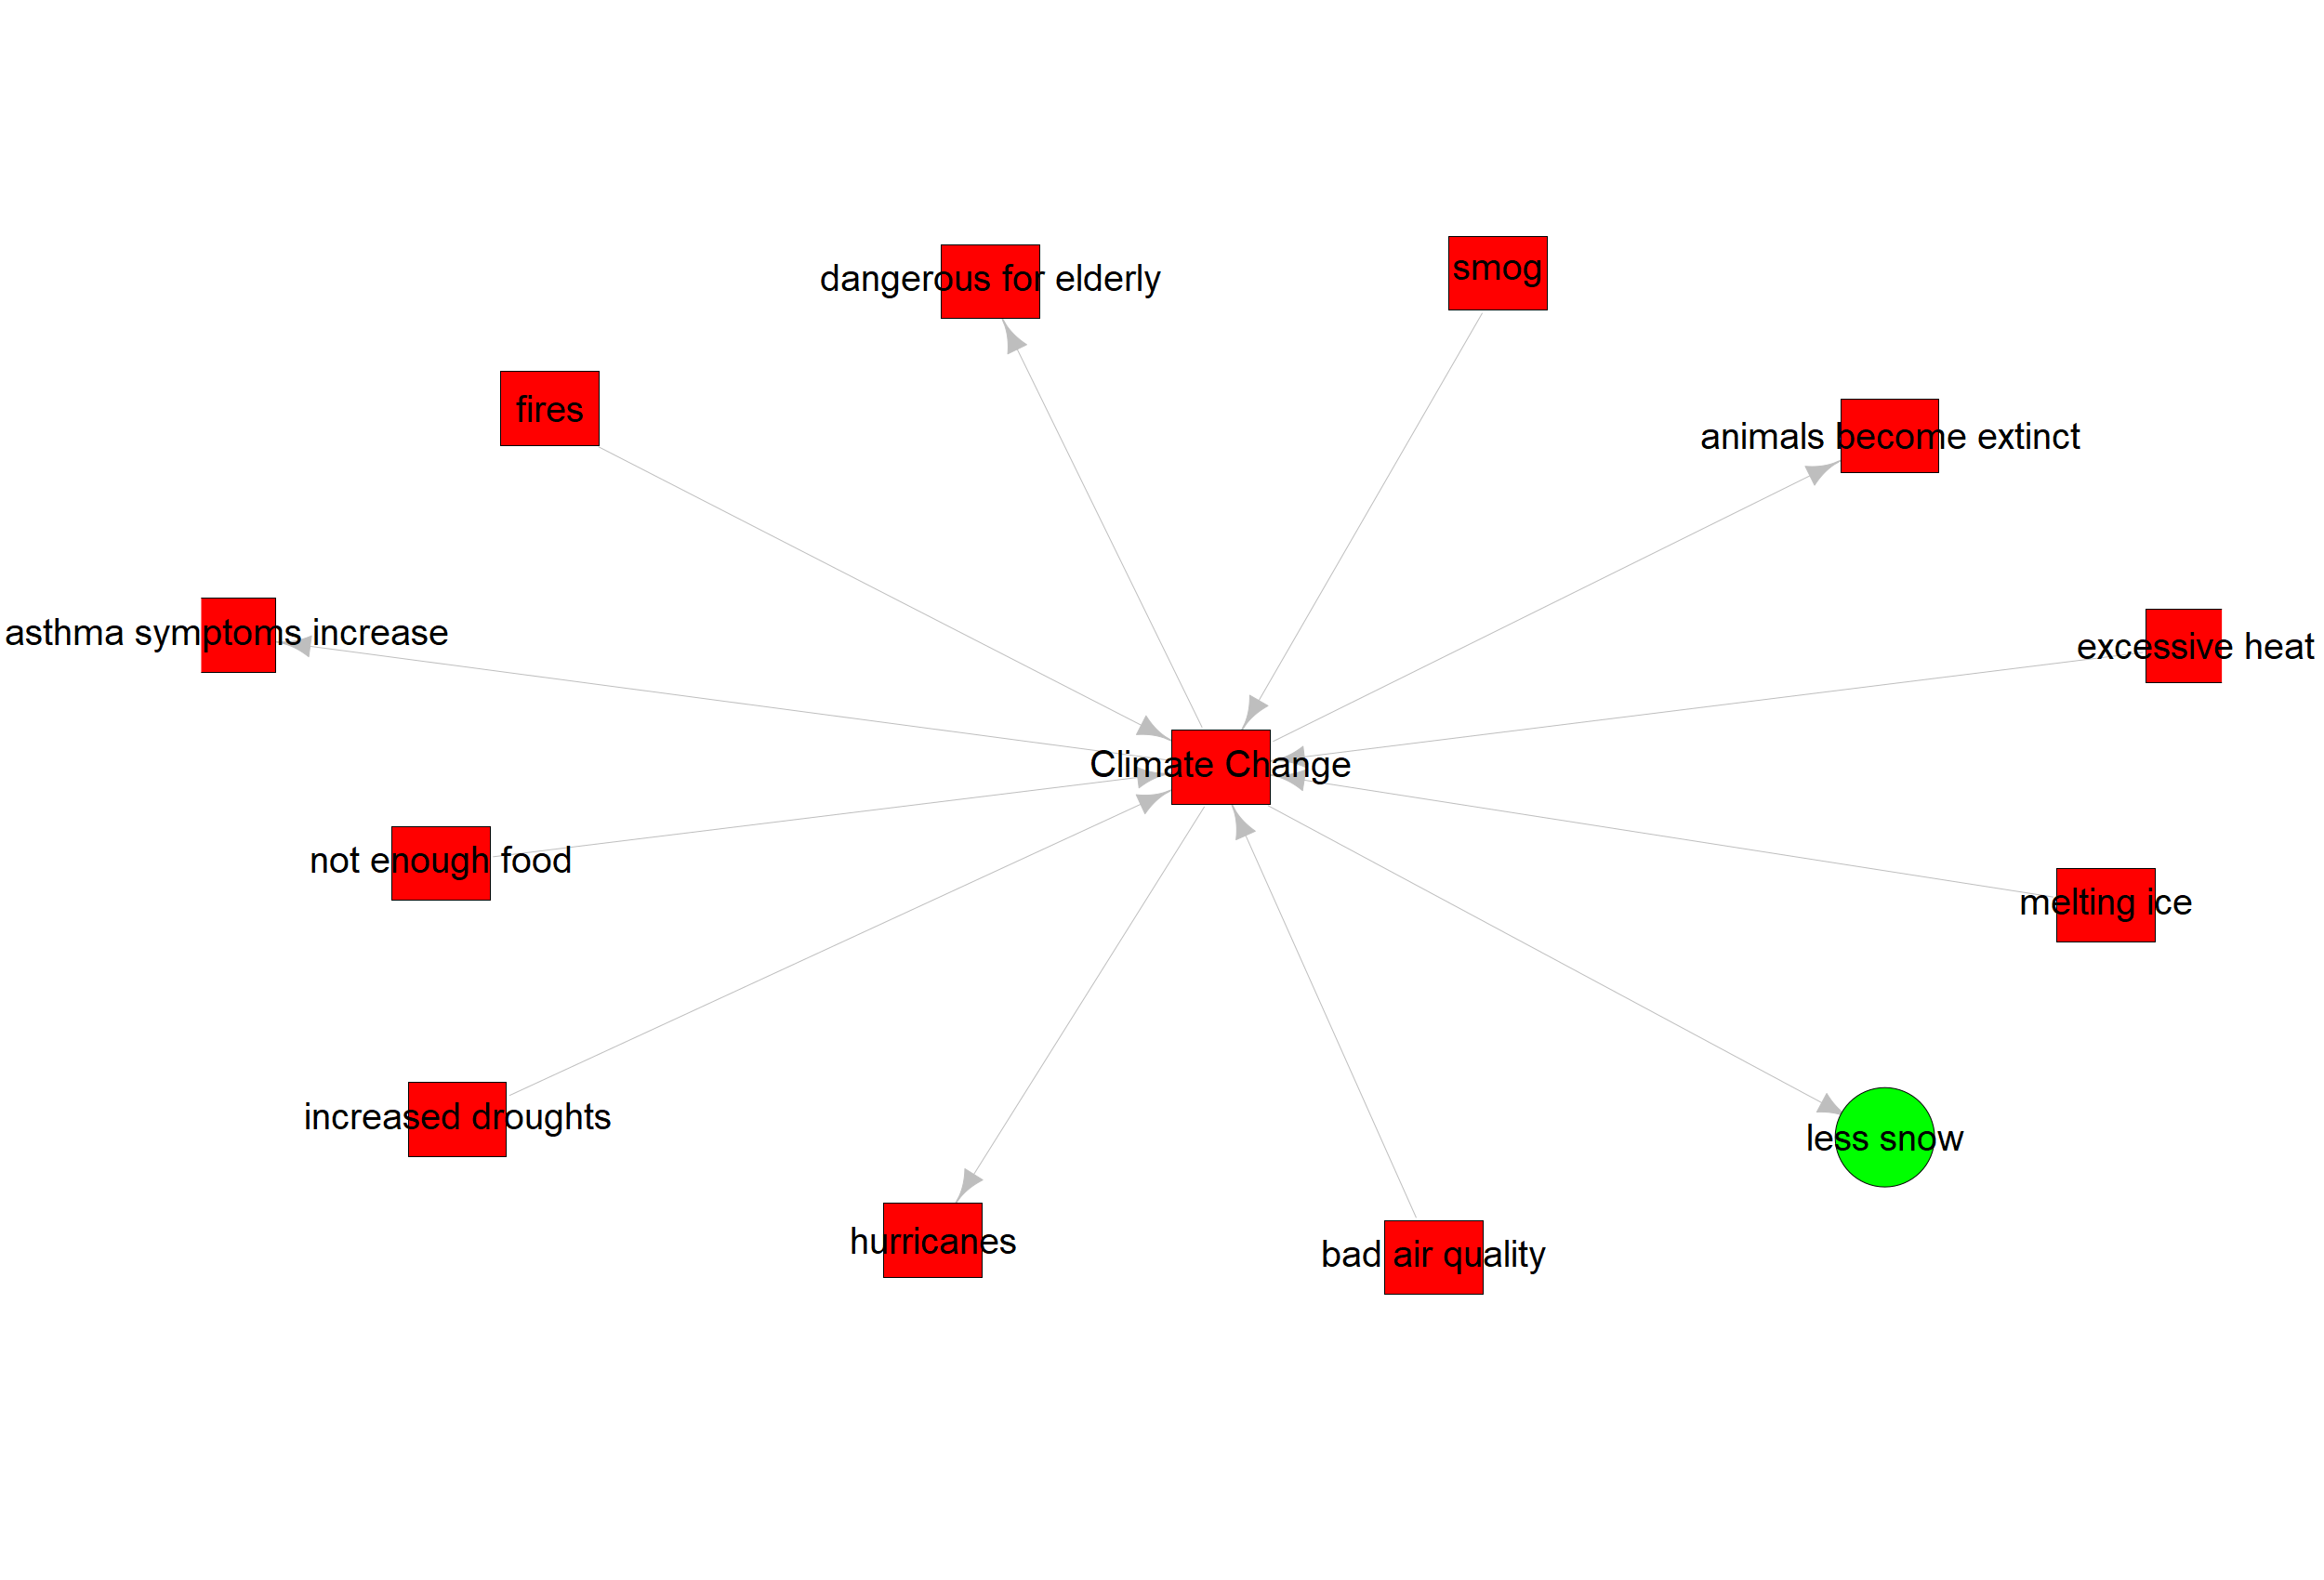 smog
dangerous for elderly
fires
animals become extinct
asthma symptoms increase
excessive heat
Climate Change
not enough food
melting ice
increased droughts
less snow
hurricanes
bad air quality